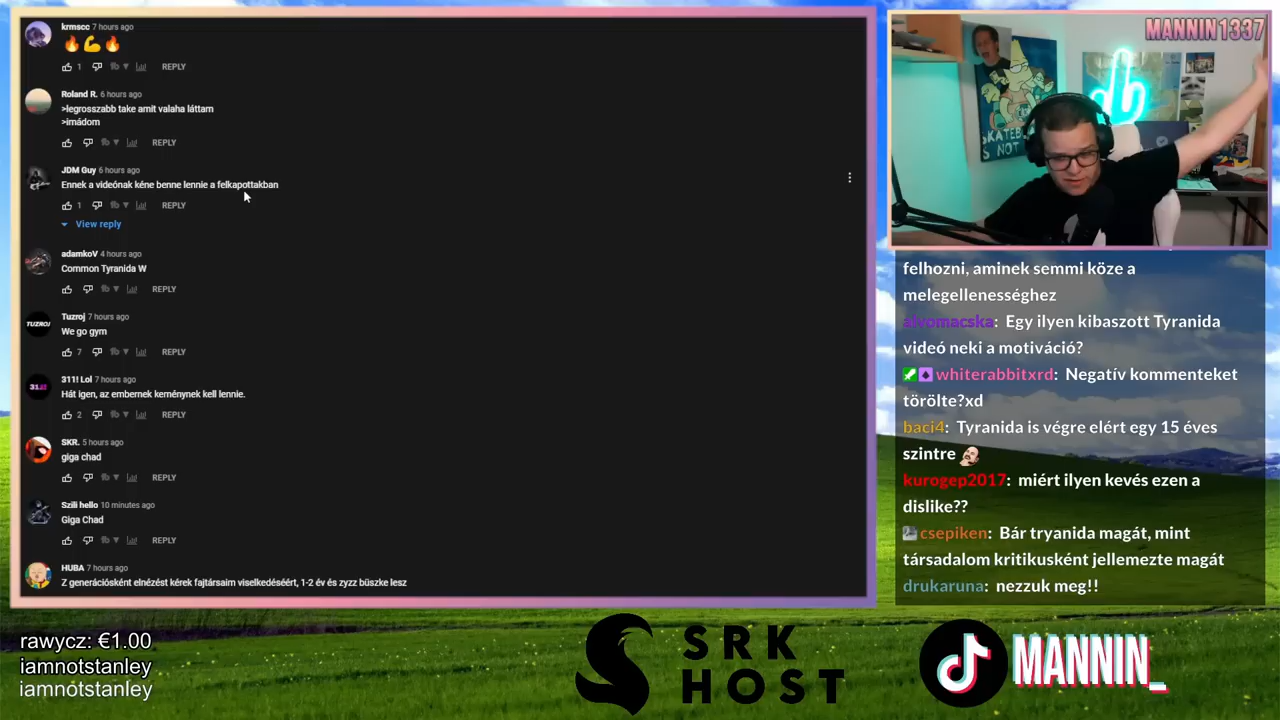 krmscc 7 hours ago
🔥💪🔥
1 REPLY
Roland R. 6 hours ago
>legrosszabb take amit valaha láttam
>imádom
REPLY
JDM Guy 6 hours ago
Ennek a videónak kéne benne lennie a felkapottakban
1 REPLY
View reply
adamkoV 4 hours ago
Common Tyranida W
REPLY
TUZROJ
Tuzroj 7 hours ago
We go gym
7 REPLY
311! Lol 7 hours ago
Hát igen, az embernek keménynek kell lennie.
2 REPLY
SKR. 5 hours ago
giga chad
REPLY
Szili hello 10 minutes ago
Giga Chad
REPLY
HUBA 7 hours ago
Z generációsként elnézést kérek fajtársaim viselkedéséért, 1-2 év és zyzz büszke lesz
MANNIN1337
SKATEB
S NOT
felhozni, aminek semmi köze a
melegellenességhez
alvomacska: Egy ilyen kibaszott Tyranida
videó neki a motiváció?
whiterabbitxrd: Negatív kommenteket
törölte?xd
baci4: Tyranida is végre elért egy 15 éves
szintre
kurogep2017: miért ilyen kevés ezen a
dislike??
csepiken: Bár tryanida magát, mint
társadalom kritikusként jellemezte magát
drukaruna: nezzuk meg!!
rawycz: €1.00
iamnotstanley
iamnotstanley
SRK
HOST
MANNIN_